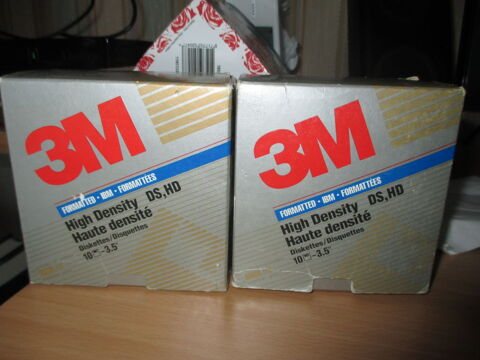 3M
FORMATTED • IBM • FORMATTÉES
High Density DS,HD
Haute densité
Diskettes/Disquettes
10 - 3.5"
3M
FORMATTED • IBM • FORMATTÉES
High Density DS,HD
Haute densité
Diskettes/Disquettes
10 - 3.5"